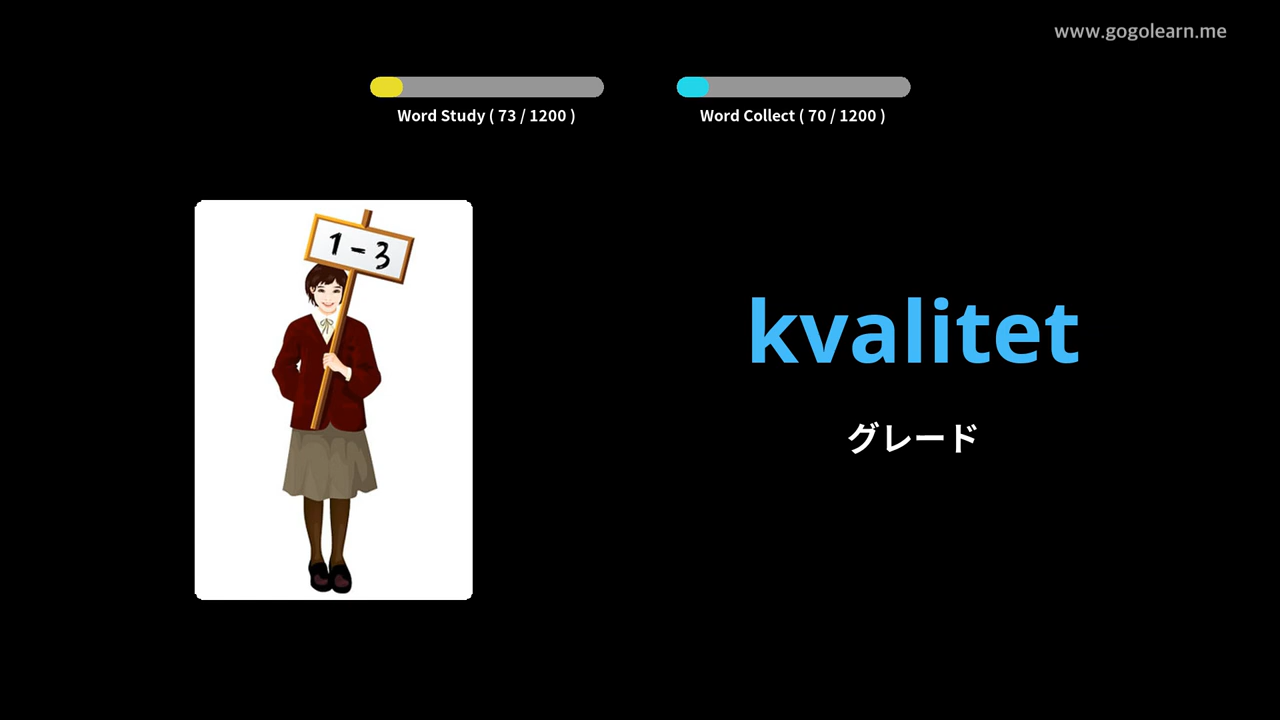 www.gogolearn.me
Word Study ( 73 / 1200 )
Word Collect ( 70 / 1200 )
1 - 3
kvalitet
グレード